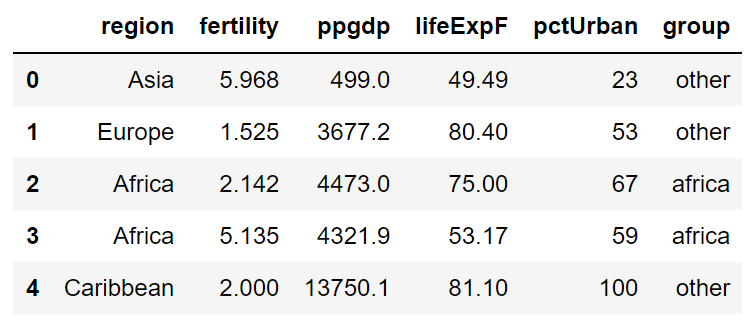 region fertility ppgdp lifeExpF pctUrban group
0 Asia 5.968 499.0 49.49 23 other
1 Europe 1.525 3677.2 80.40 53 other
2 Africa 2.142 4473.0 75.00 67 africa
3 Africa 5.135 4321.9 53.17 59 africa
4 Caribbean 2.000 13750.1 81.10 100 other